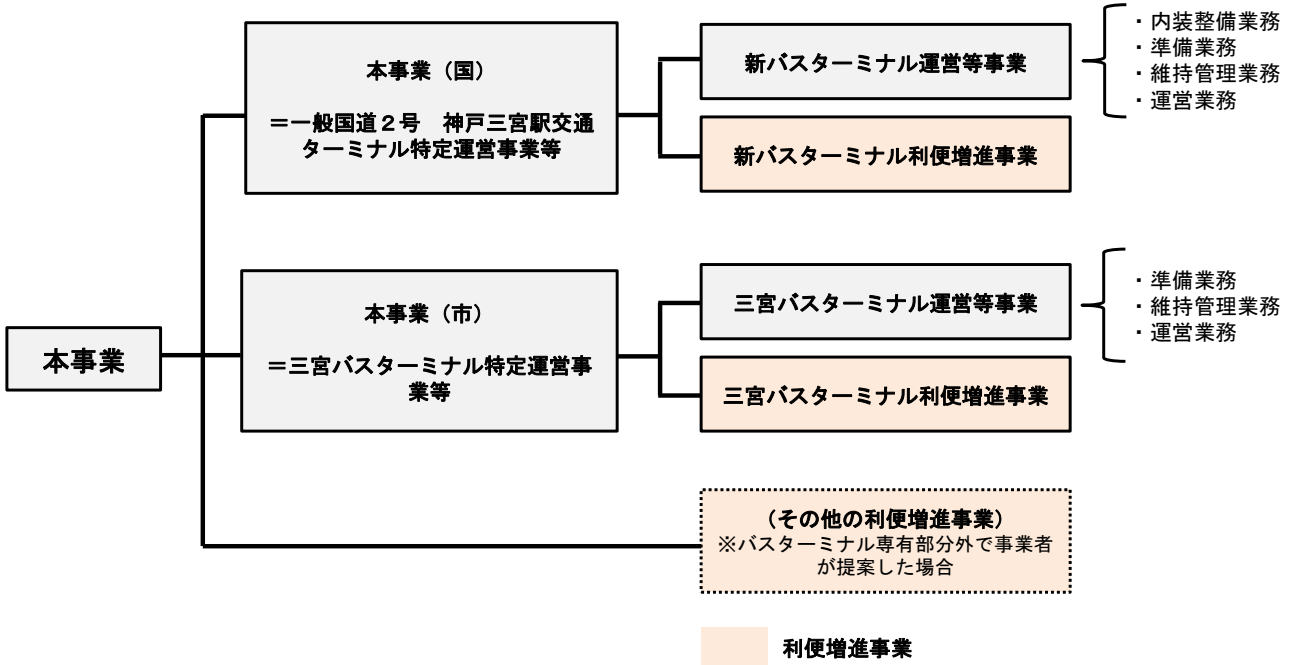 本事業
本事業（国）
＝一般国道２号　神戸三宮駅交通
ターミナル特定運営事業等
新バスターミナル運営等事業
・内装整備業務
・準備業務
・維持管理業務
・運営業務
新バスターミナル利便増進事業
本事業（市）
＝三宮バスターミナル特定運営事
業等
三宮バスターミナル運営等事業
・準備業務
・維持管理業務
・運営業務
三宮バスターミナル利便増進事業
（その他の利便増進事業）
※バスターミナル専有部分外で事業者
が提案した場合
利便増進事業